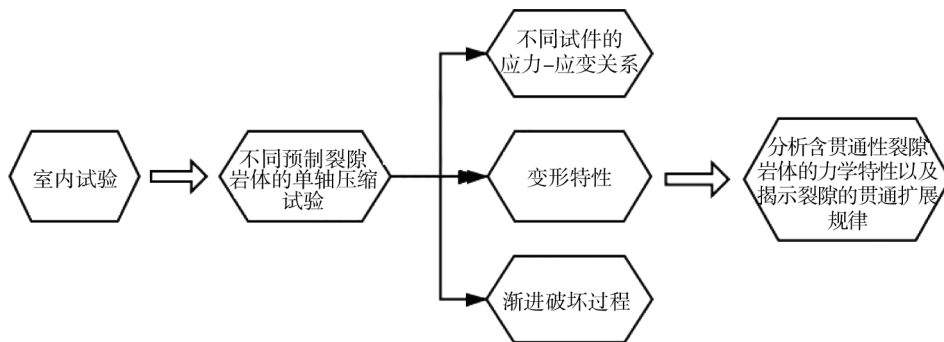 室内试验
不同预制裂隙
岩体的单轴压缩
试验
不同试件的
应力-应变关系
变形特性
渐进破坏过程
分析含贯通性裂隙
岩体的力学特性以及
揭示裂隙的贯通扩展
规律